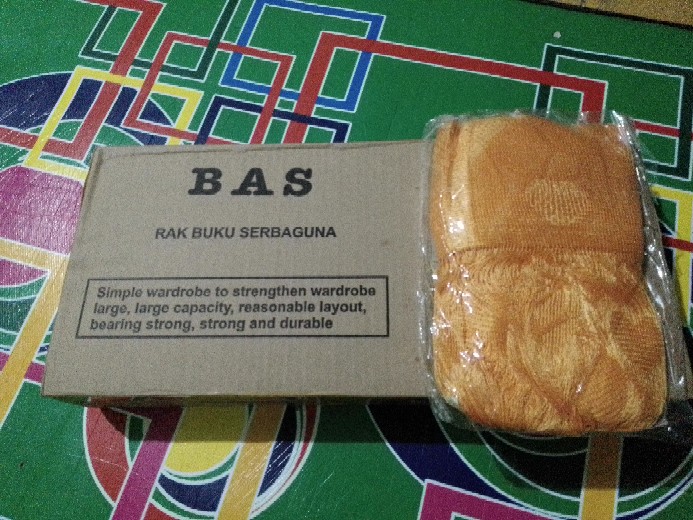 BAS
RAK BUKU SERBAGUNA
Simple wardrobe to strengthen wardrobe
large, large capacity, reasonable layout,
bearing strong, strong and durable